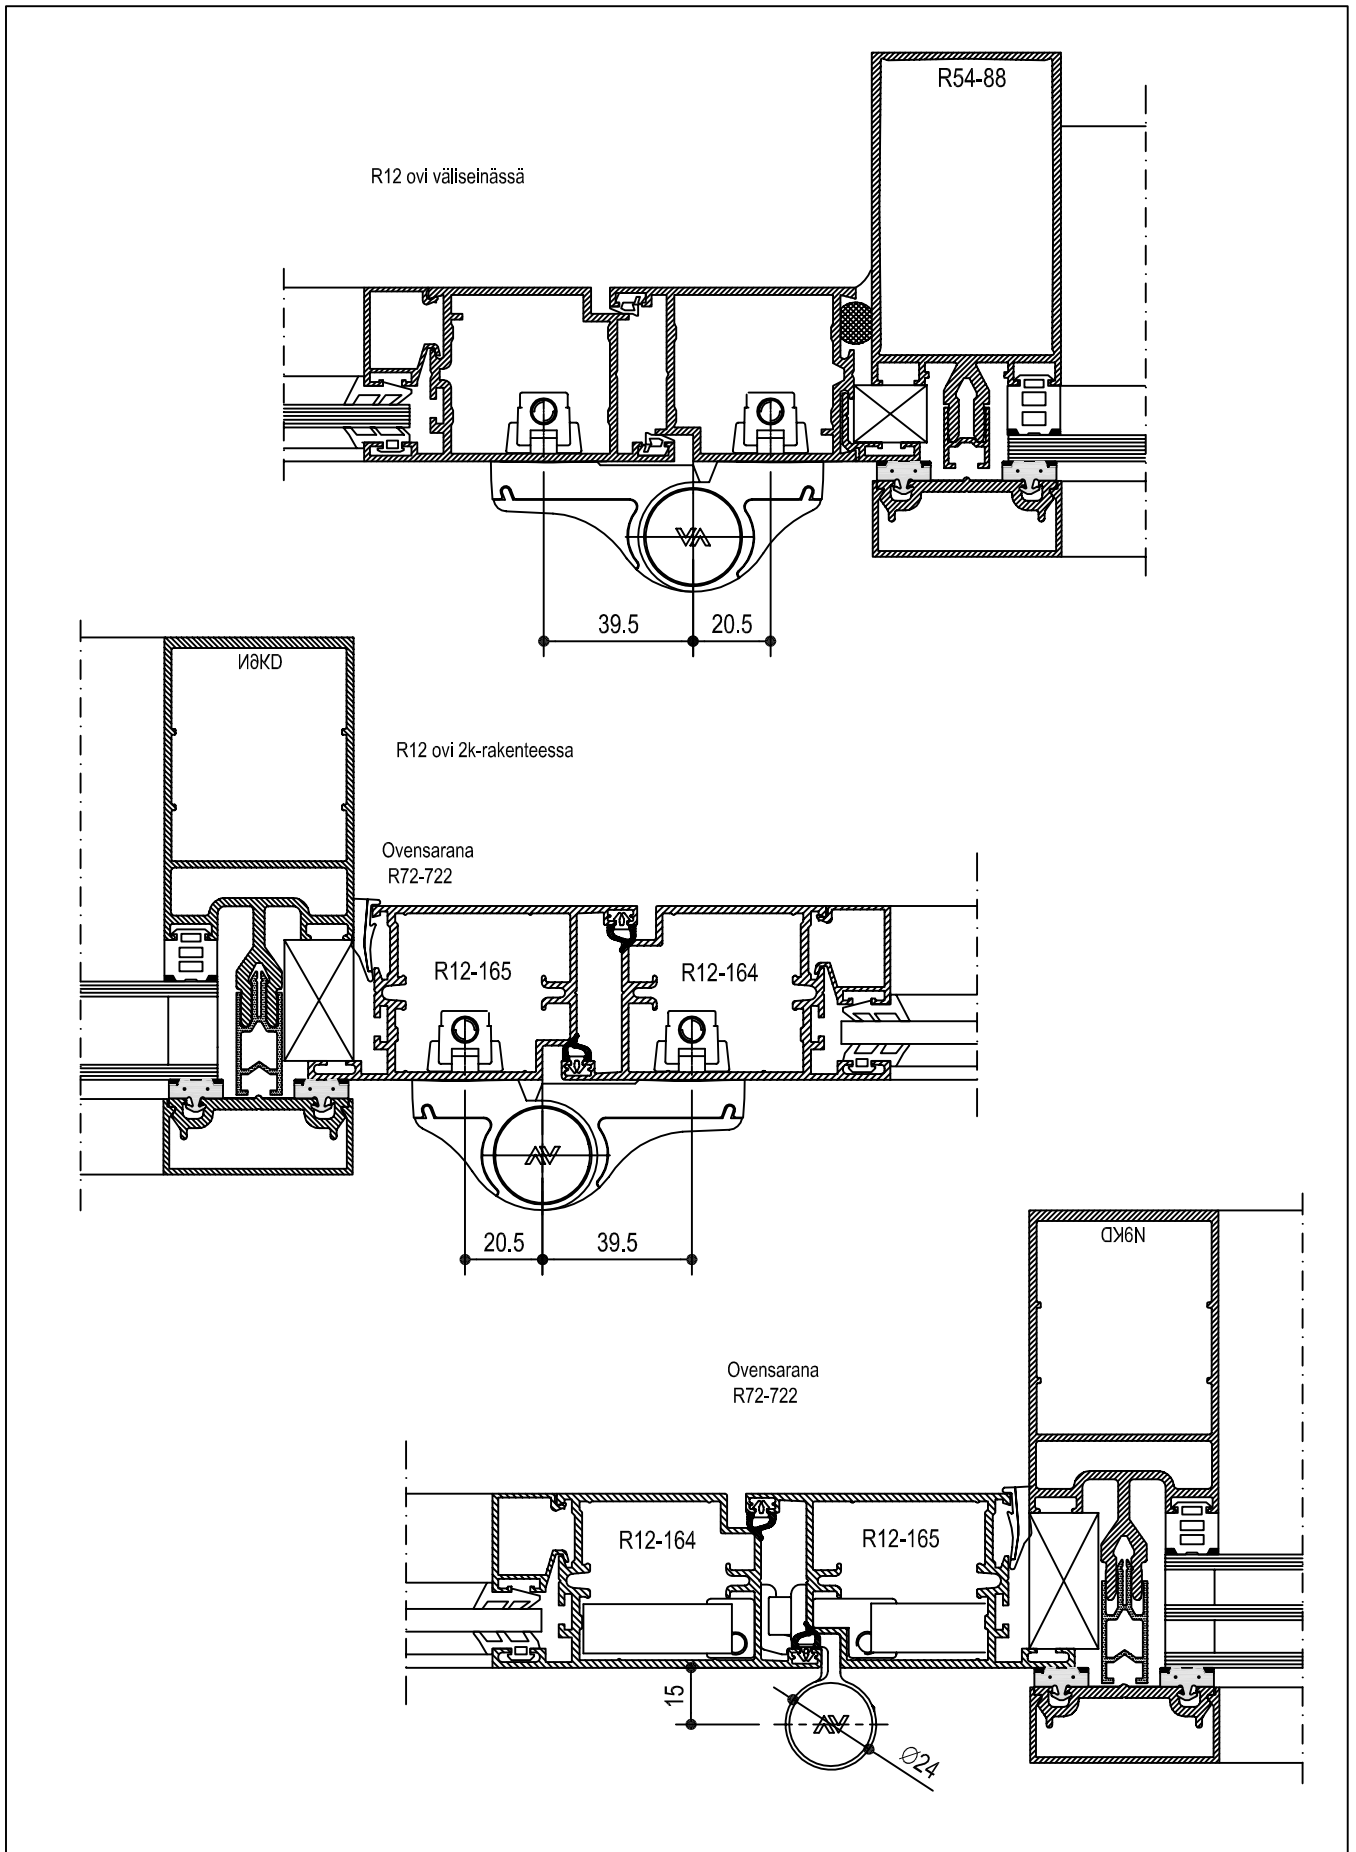 R54-88
R12 ovi väliseinässä
39.5
20.5
N9KD
R12 ovi 2k-rakenteessa
Ovensarana
R72-722
R12-165
R12-164
20.5
39.5
N9KD
Ovensarana
R72-722
R12-164
R12-165
15
Ø24